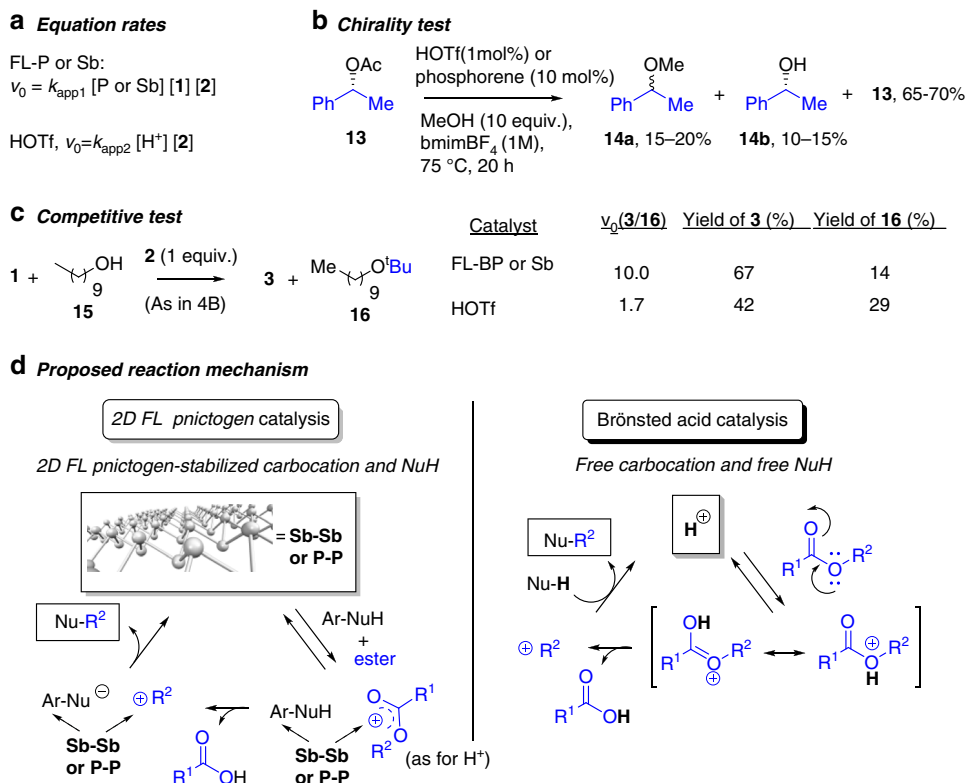 a Equation rates
FL-P or Sb:
v0 = kapp1 [P or Sb] [1] [2]
HOTf, v0=kapp2 [H+] [2]
b Chirality test
OAc
Ph
Me
13
HOTf(1mol%) or
phosphorene (10 mol%)
MeOH (10 equiv.),
bmimBF4 (1M),
75 °C, 20 h
OMe
Ph
Me
14a, 15–20%
+
OH
Ph
Me
14b, 10–15%
+ 13, 65-70%
c Competitive test
1 +
OH
9
15
2 (1 equiv.)
(As in 4B)
3 +
Me
OtBu
9
16
Catalyst v0(3/16) Yield of 3 (%) Yield of 16 (%)
FL-BP or Sb 10.0 67 14
HOTf 1.7 42 29
d Proposed reaction mechanism
2D FL pnictogen catalysis
2D FL pnictogen-stabilized carbocation and NuH
= Sb-Sb
or P-P
Nu-R2
Ar-NuH
+
ester
Ar-Nu ⊖
⊕ R2
Sb-Sb
or P-P
O
R1
OH
Ar-NuH
Sb-Sb
or P-P
O
R1
⊕
O
R2
(as for H+)
Brönsted acid catalysis
Free carbocation and free NuH
Nu-R2
Nu-H
H⊕
O
R1
O
R2
⊕ R2
O
R1
OH
OH
R1
O
R2
⊕
O
R1
O
R2
⊕
H